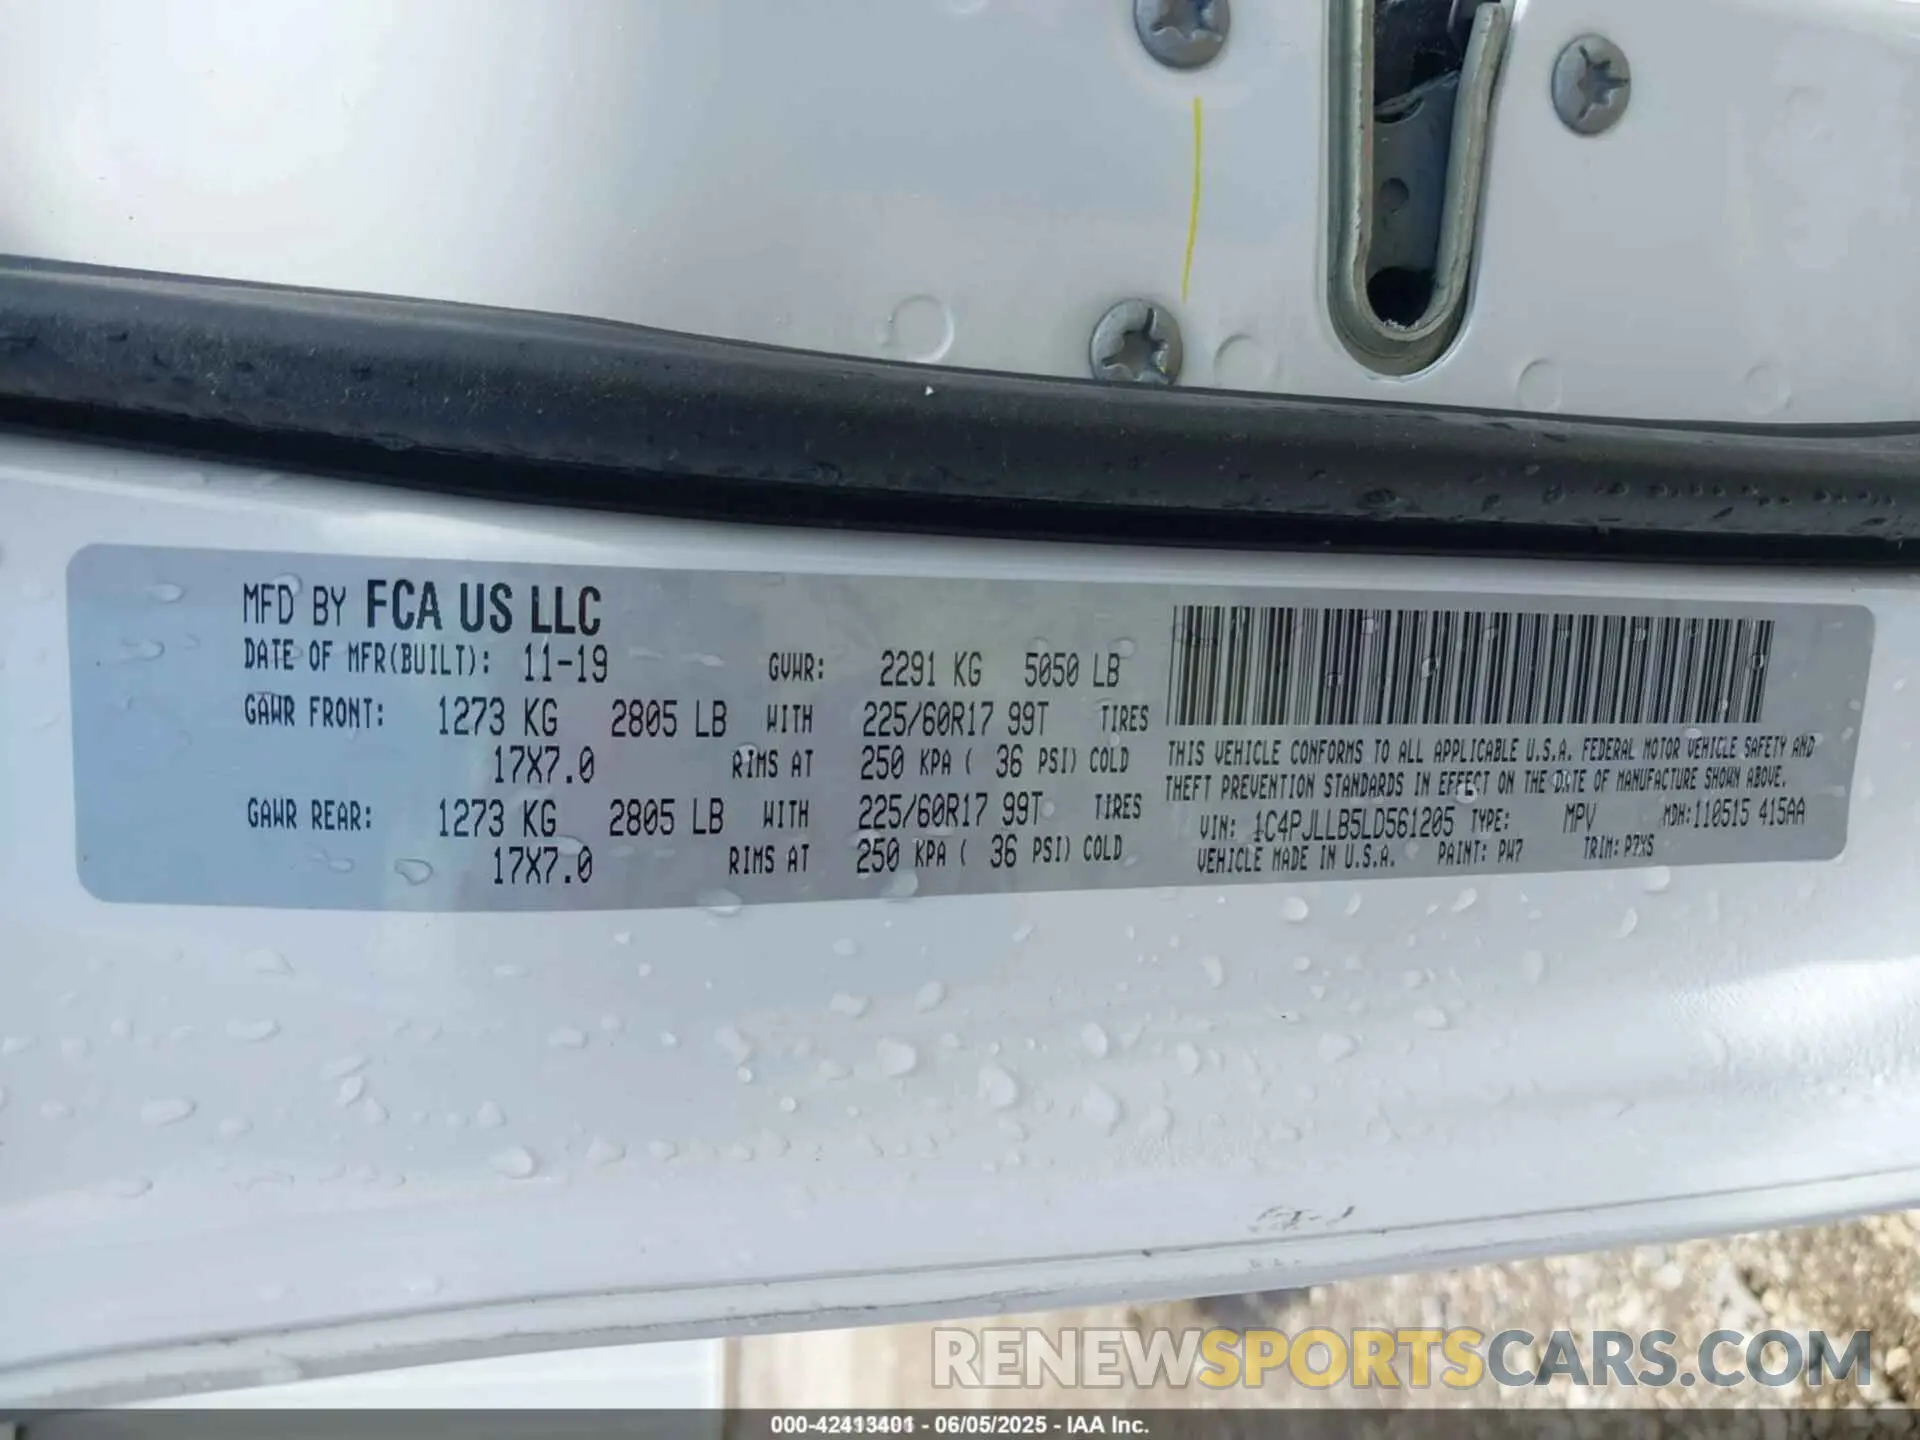 MFD BY FCA US LLC
DATE OF MFR(BUILT): 11-19 GVWR: 2291 KG 5050 LB
GAWR FRONT: 1273 KG 2805 LB WITH 225/60R17 99T TIRES
17X7.0 RIMS AT 250 KPA ( 36 PSI) COLD
GAWR REAR: 1273 KG 2805 LB WITH 225/60R17 99T TIRES
17X7.0 RIMS AT 250 KPA ( 36 PSI) COLD
THIS VEHICLE CONFORMS TO ALL APPLICABLE U.S.A. FEDERAL MOTOR VEHICLE SAFETY AND
THEFT PREVENTION STANDARDS IN EFFECT ON THE DATE OF MANUFACTURE SHOWN ABOVE.
VIN: 1C4PJLLB5LD561205 TYPE: MPV MDH:110515 415AA
VEHICLE MADE IN U.S.A. PAINT: PW7 TRIM: P7XS
RENEWSPORTSCARS.COM
000-42413401 - 06/05/2025 - IAA Inc.